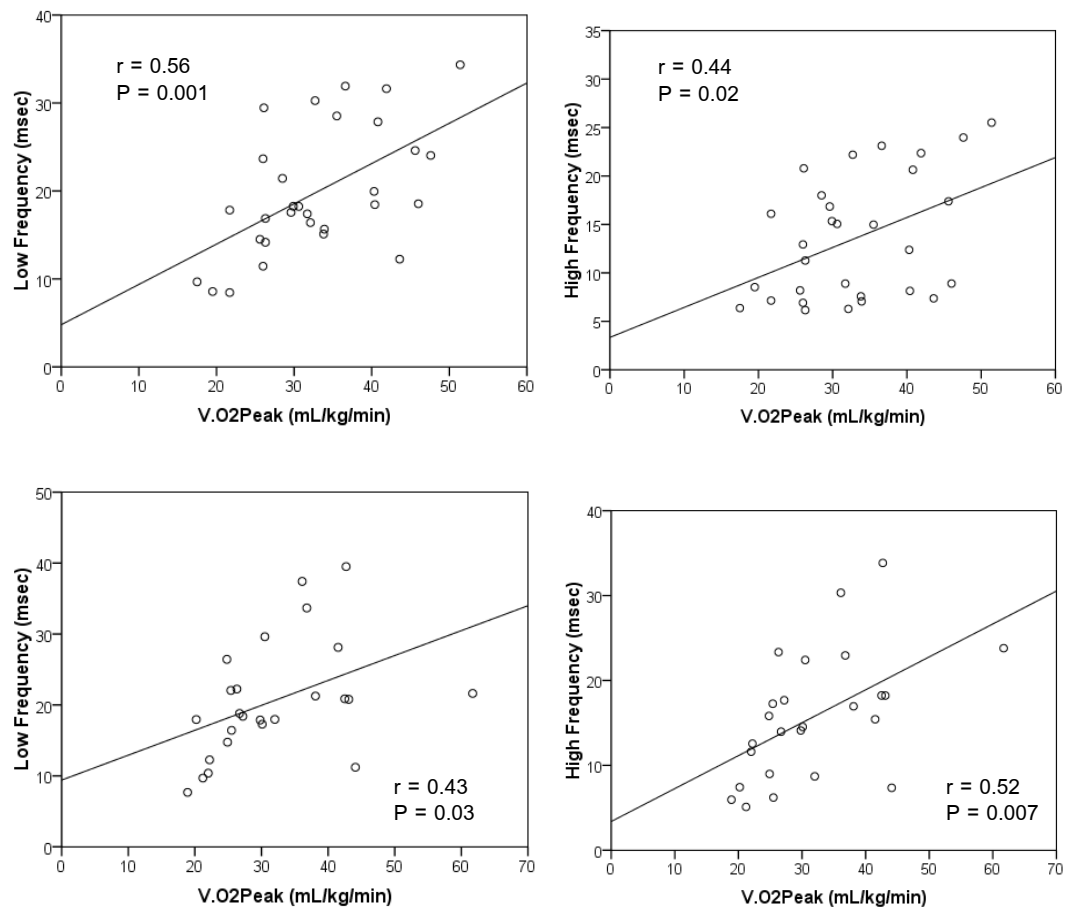 40
30
20
10
0
Low Frequency (msec)
r = 0.56
P = 0.001
0 10 20 30 40 50 60
V.O2Peak (mL/kg/min)
35
30
25
20
15
10
5
0
High Frequency (msec)
r = 0.44
P = 0.02
0 10 20 30 40 50 60
V.O2Peak (mL/kg/min)
50
40
30
20
10
0
Low Frequency (msec)
r = 0.43
P = 0.03
0 10 20 30 40 50 60 70
V.O2Peak (mL/kg/min)
40
30
20
10
0
High Frequency (msec)
r = 0.52
P = 0.007
0 10 20 30 40 50 60 70
V.O2Peak (mL/kg/min)